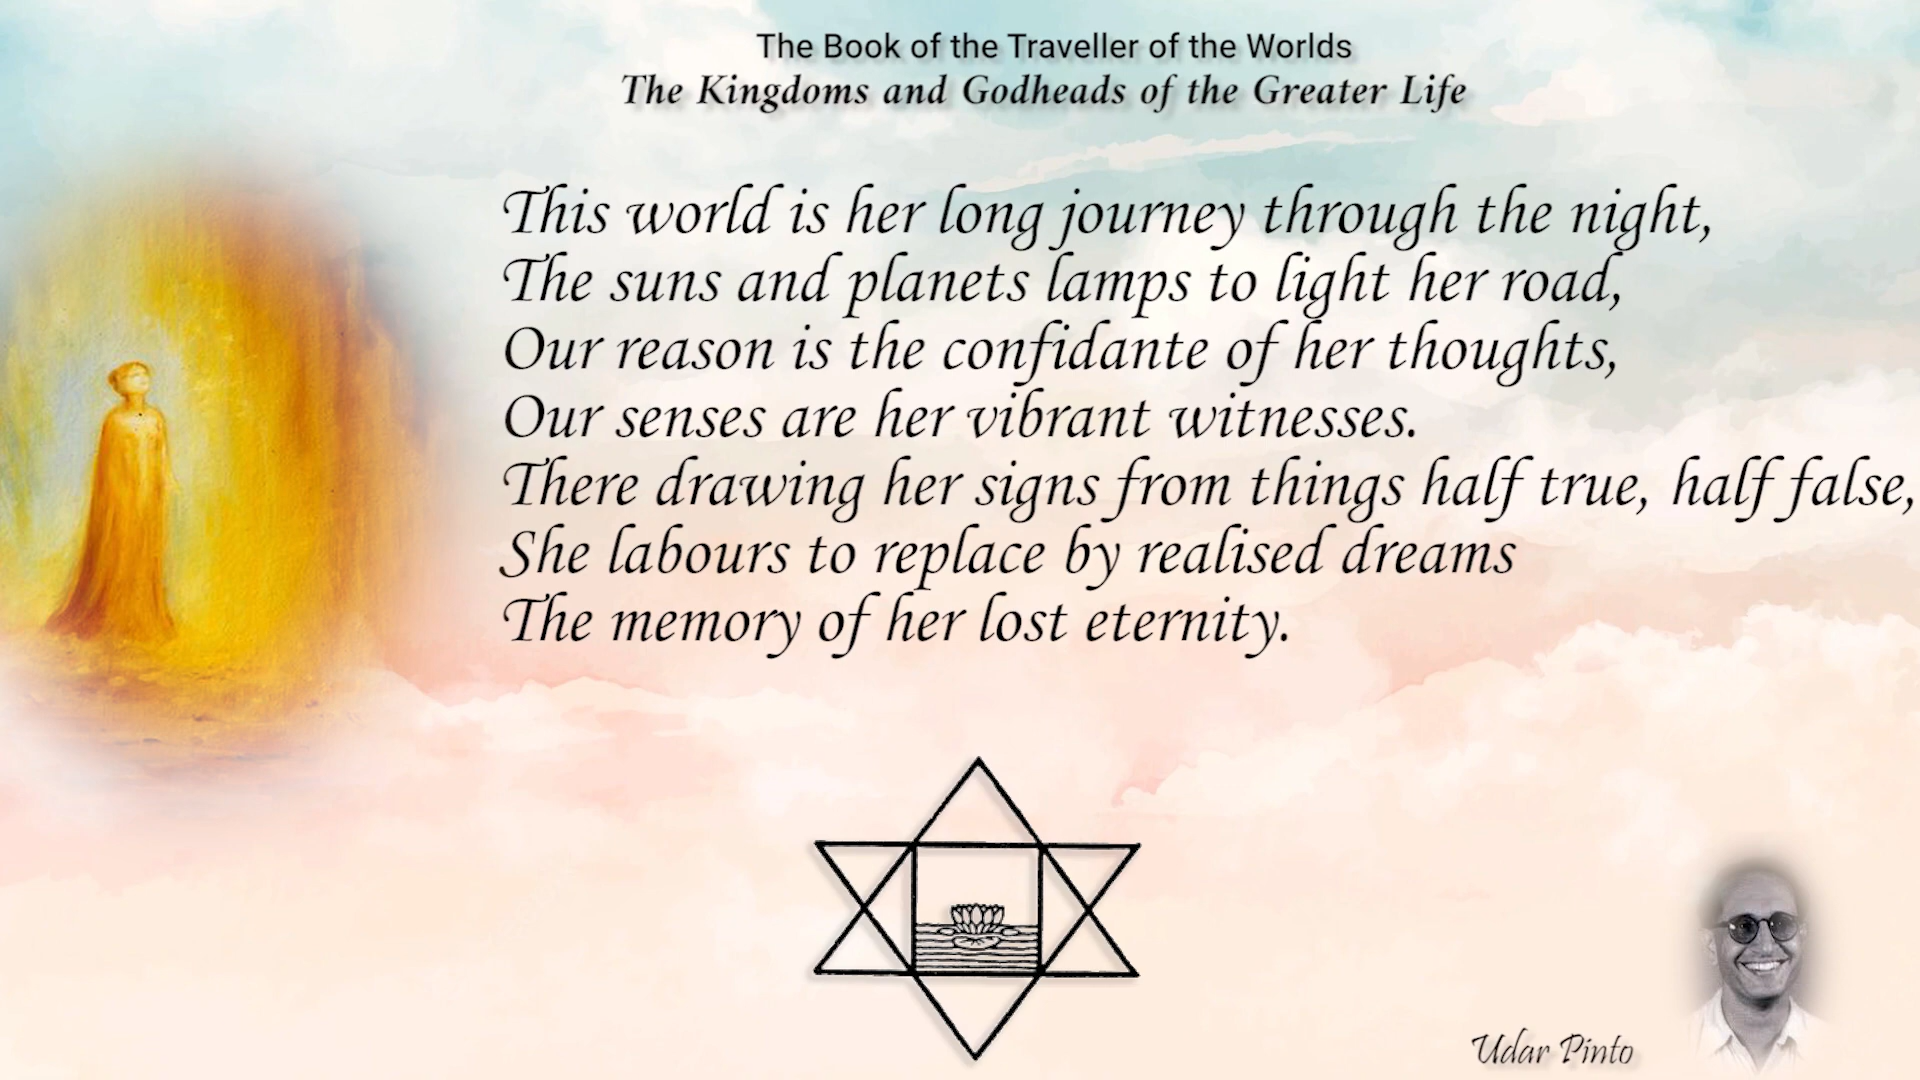 The Book of the Traveller of the Worlds
The Kingdoms and Godheads of the Greater Life
This world is her long journey through the night,
The suns and planets lamps to light her road,
Our reason is the confidante of her thoughts,
Our senses are her vibrant witnesses.
There drawing her signs from things half true, half false,
She labours to replace by realised dreams
The memory of her lost eternity.
Udar Pinto